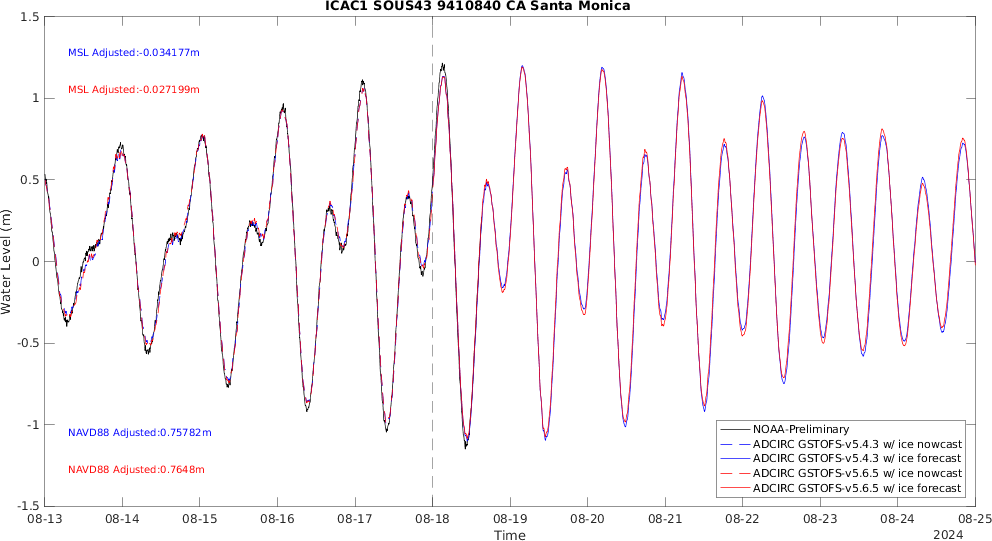 ICAC1 SOUS43 9410840 CA Santa Monica
1.5
MSL Adjusted:-0.034177m
MSL Adjusted:-0.027199m
1
0.5
0
-0.5
-1
-1.5
Water Level (m)
NAVD88 Adjusted:0.75782m
NAVD88 Adjusted:0.7648m
NOAA-Preliminary
ADCIRC GSTOFS-v5.4.3 w/ ice nowcast
ADCIRC GSTOFS-v5.4.3 w/ ice forecast
ADCIRC GSTOFS-v5.6.5 w/ ice nowcast
ADCIRC GSTOFS-v5.6.5 w/ ice forecast
08-13 08-14 08-15 08-16 08-17 08-18 08-19 08-20 08-21 08-22 08-23 08-24 08-25
Time
2024